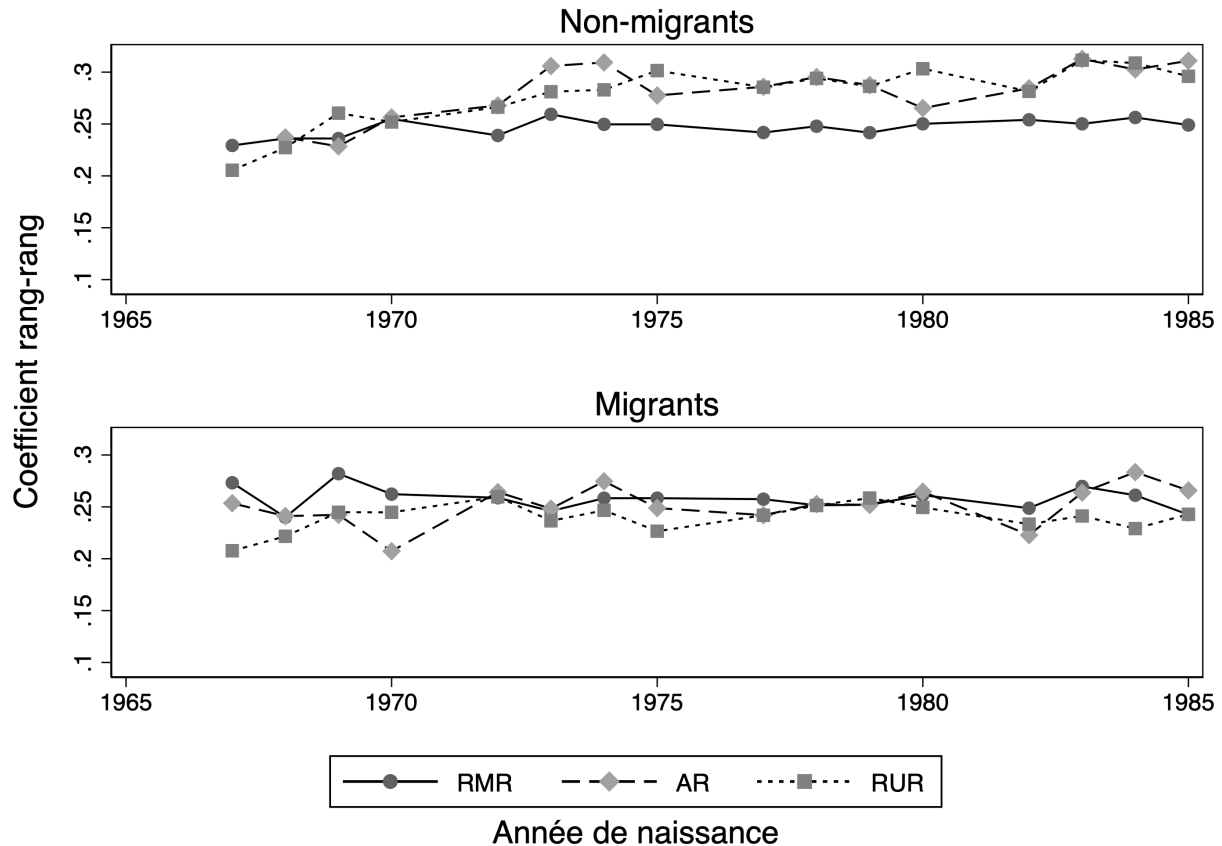 Non-migrants
.3
.25
.2
.15
.1
1965 1970 1975 1980 1985
Migrants
.3
.25
.2
.15
.1
1965 1970 1975 1980 1985
Coefficient rang-rang
RMR AR RUR
Année de naissance